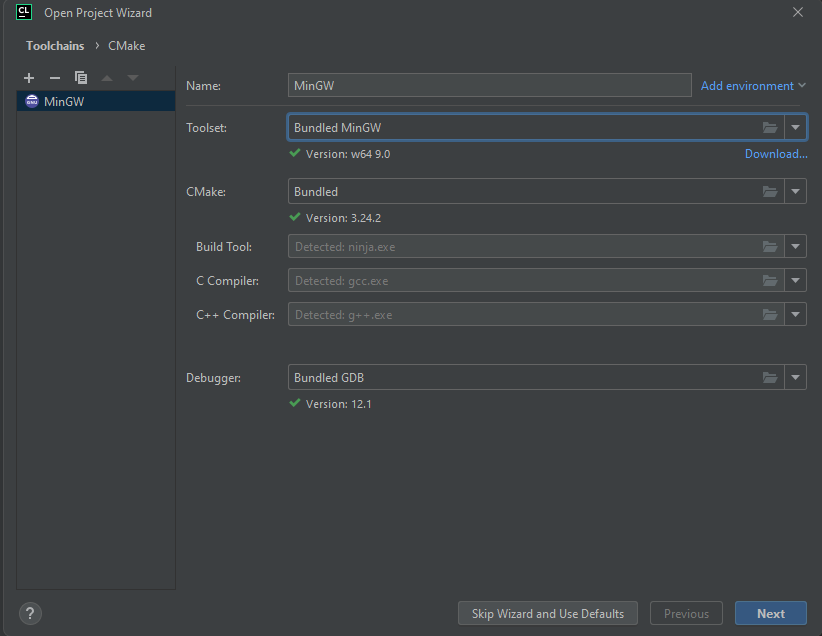 CL Open Project Wizard
Toolchains › CMake
MinGW
Name: MinGW Add environment
Toolset: Bundled MinGW
Version: w64 9.0 Download...
CMake: Bundled
Version: 3.24.2
Build Tool: Detected: ninja.exe
C Compiler: Detected: gcc.exe
C++ Compiler: Detected: g++.exe
Debugger: Bundled GDB
Version: 12.1
? Skip Wizard and Use Defaults Previous Next